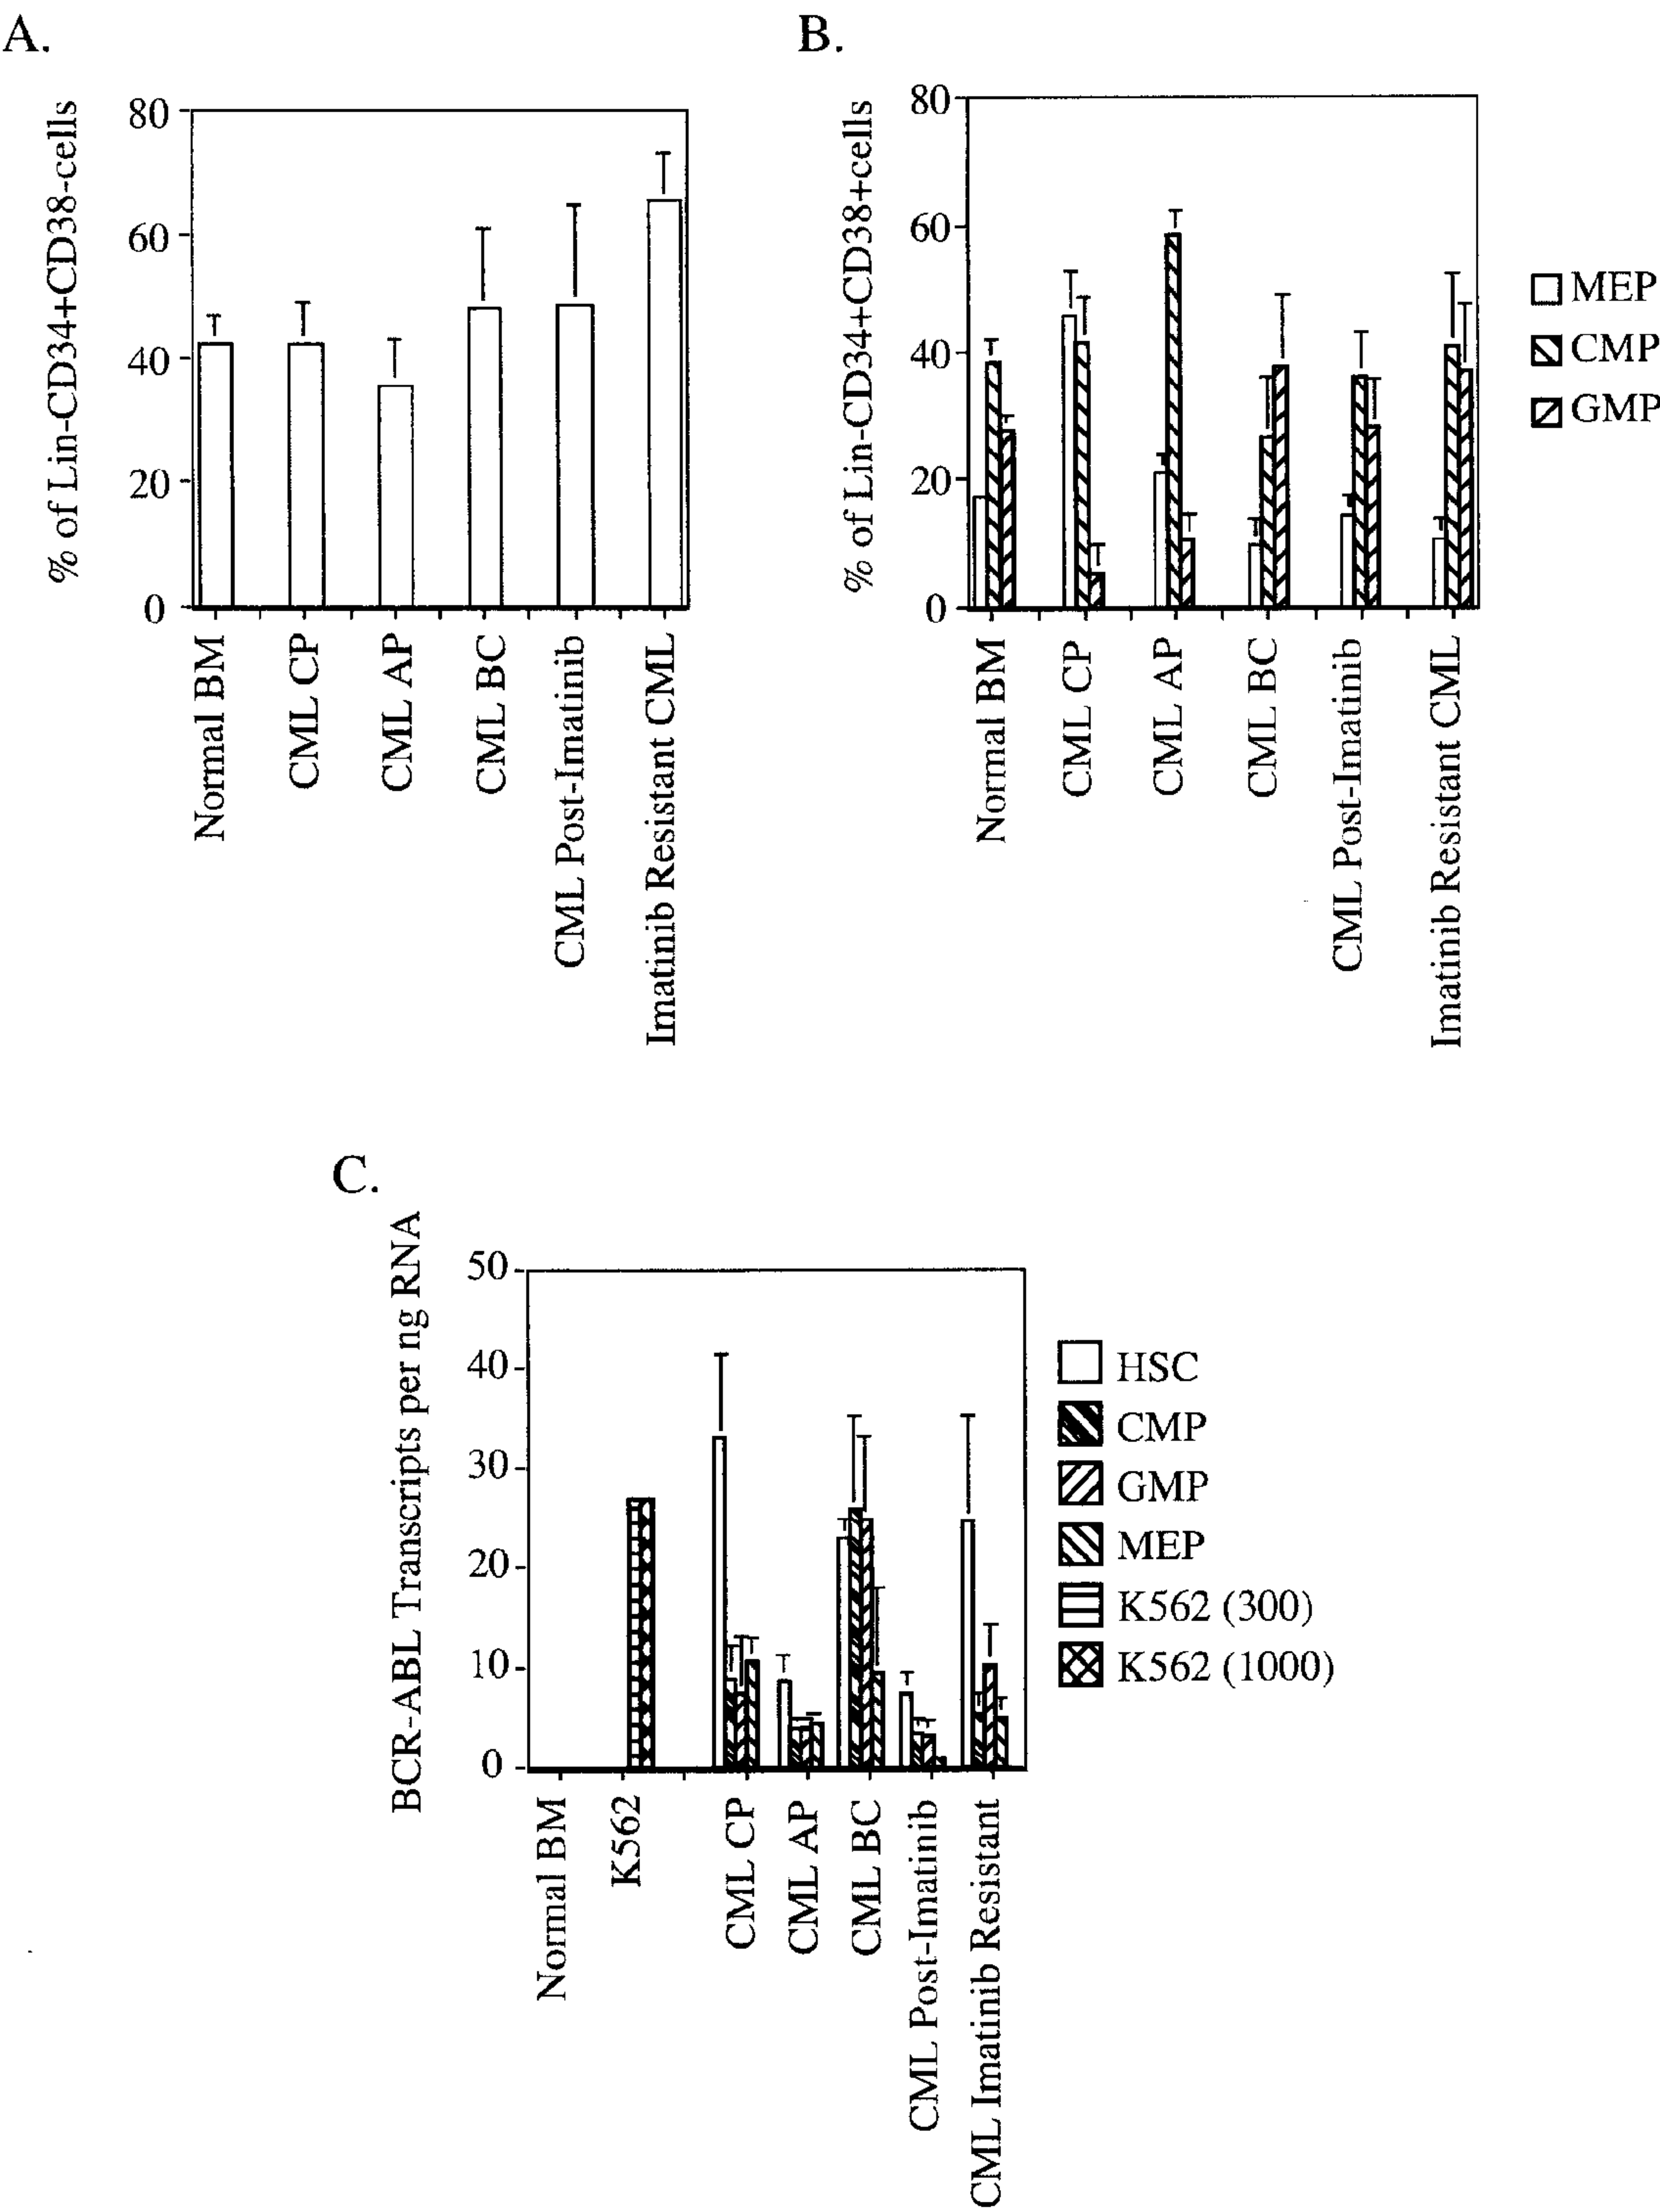 A.
% of Lin-CD34+CD38-cells
80
60
40
20
0
Normal BM
CML CP
CML AP
CML BC
CML Post-Imatinib
Imatinib Resistant CML
B.
% of Lin-CD34+CD38+cells
80
60
40
20
0
Normal BM
CML CP
CML AP
CML BC
CML Post-Imatinib
Imatinib Resistant CML
MEP
CMP
GMP
C.
BCR-ABL Transcripts per ng RNA
50
40
30
20
10
0
Normal BM
K562
CML CP
CML AP
CML BC
CML Post-Imatinib
CML Imatinib Resistant
HSC
CMP
GMP
MEP
K562 (300)
K562 (1000)